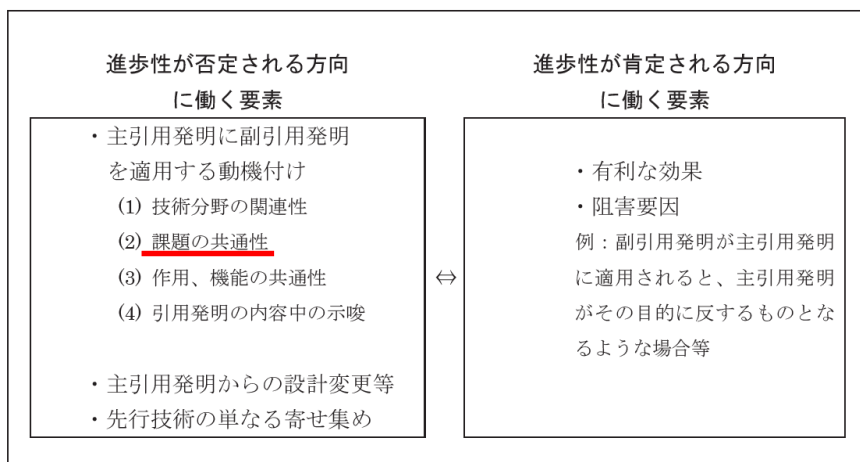 進歩性が否定される方向
に働く要素
・主引用発明に副引用発明
を適用する動機付け
(1) 技術分野の関連性
(2) 課題の共通性
(3) 作用、機能の共通性
(4) 引用発明の内容中の示唆
・主引用発明からの設計変更等
・先行技術の単なる寄せ集め
⇔
進歩性が肯定される方向
に働く要素
・有利な効果
・阻害要因
例：副引用発明が主引用発明
に適用されると、主引用発明
がその目的に反するものとな
るような場合等